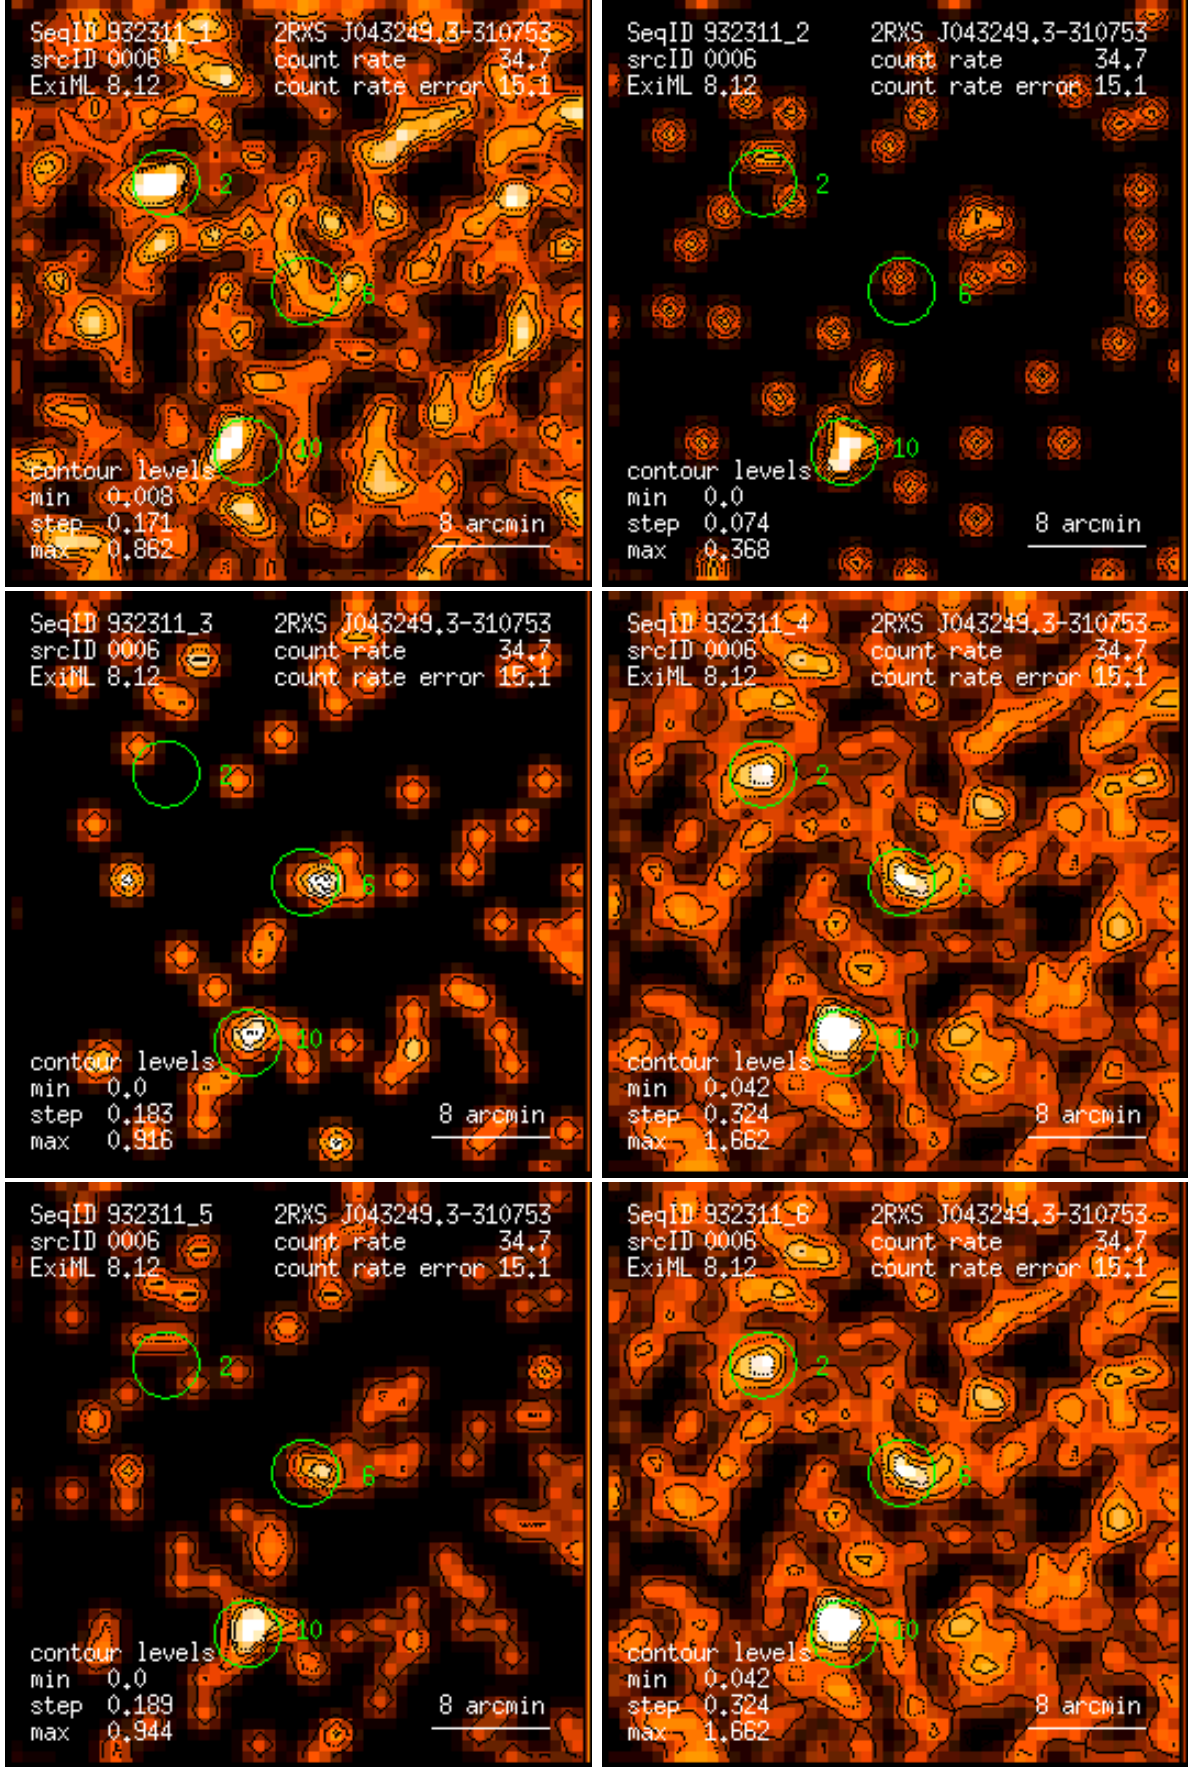 SeqID 932311_1 2RXS J043249.3-310753
srcID 0006 count rate 34.7
ExiML 8.12 count rate error 15.1
2
6
10
contour levels
min 0.008
step 0.171 8 arcmin
max 0.862
SeqID 932311_2 2RXS J043249.3-310753
srcID 0006 count rate 34.7
ExiML 8.12 count rate error 15.1
2
6
10
contour levels
min 0.0
step 0.074 8 arcmin
max 0.368
SeqID 932311_3 2RXS J043249.3-310753
srcID 0006 count rate 34.7
ExiML 8.12 count rate error 15.1
2
6
10
contour levels
min 0.0
step 0.183 8 arcmin
max 0.916
SeqID 932311_4 2RXS J043249.3-310753
srcID 0006 count rate 34.7
ExiML 8.12 count rate error 15.1
2
6
10
contour levels
min 0.042
step 0.324 8 arcmin
max 1.662
SeqID 932311_5 2RXS J043249.3-310753
srcID 0006 count rate 34.7
ExiML 8.12 count rate error 15.1
2
6
10
contour levels
min 0.0
step 0.189 8 arcmin
max 0.944
SeqID 932311_6 2RXS J043249.3-310753
srcID 0006 count rate 34.7
ExiML 8.12 count rate error 15.1
2
6
10
contour levels
min 0.042
step 0.324 8 arcmin
max 1.662